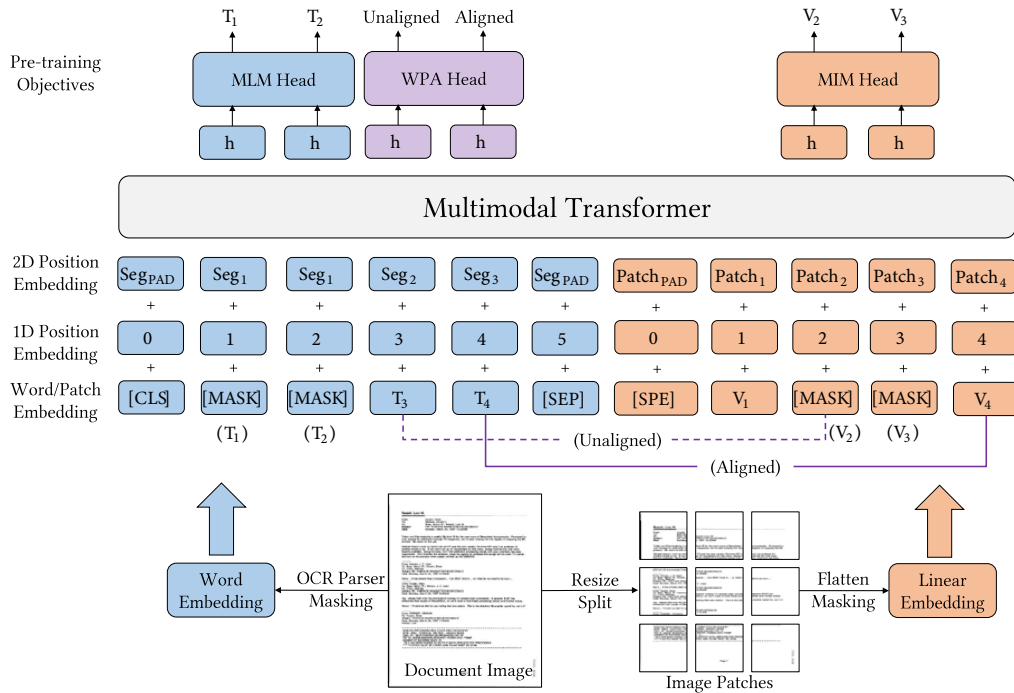 T1 T2 Unaligned Aligned V2 V3
Pre-training
Objectives
MLM Head WPA Head MIM Head
h h h h h h
Multimodal Transformer
2D Position
Embedding
SegPAD Seg1 Seg1 Seg2 Seg3 SegPAD PatchPAD Patch1 Patch2 Patch3 Patch4
+ + + + + + + + + + +
1D Position
Embedding
0 1 2 3 4 5 0 1 2 3 4
+ + + + + + + + + + +
Word/Patch
Embedding
[CLS] [MASK] [MASK] T3 T4 [SEP] [SPE] V1 [MASK] [MASK] V4
(T1) (T2) (Unaligned) (V2) (V3)
(Aligned)
Word
Embedding
OCR Parser
Masking
Document Image
Resize
Split
Image Patches
Flatten
Masking
Linear
Embedding